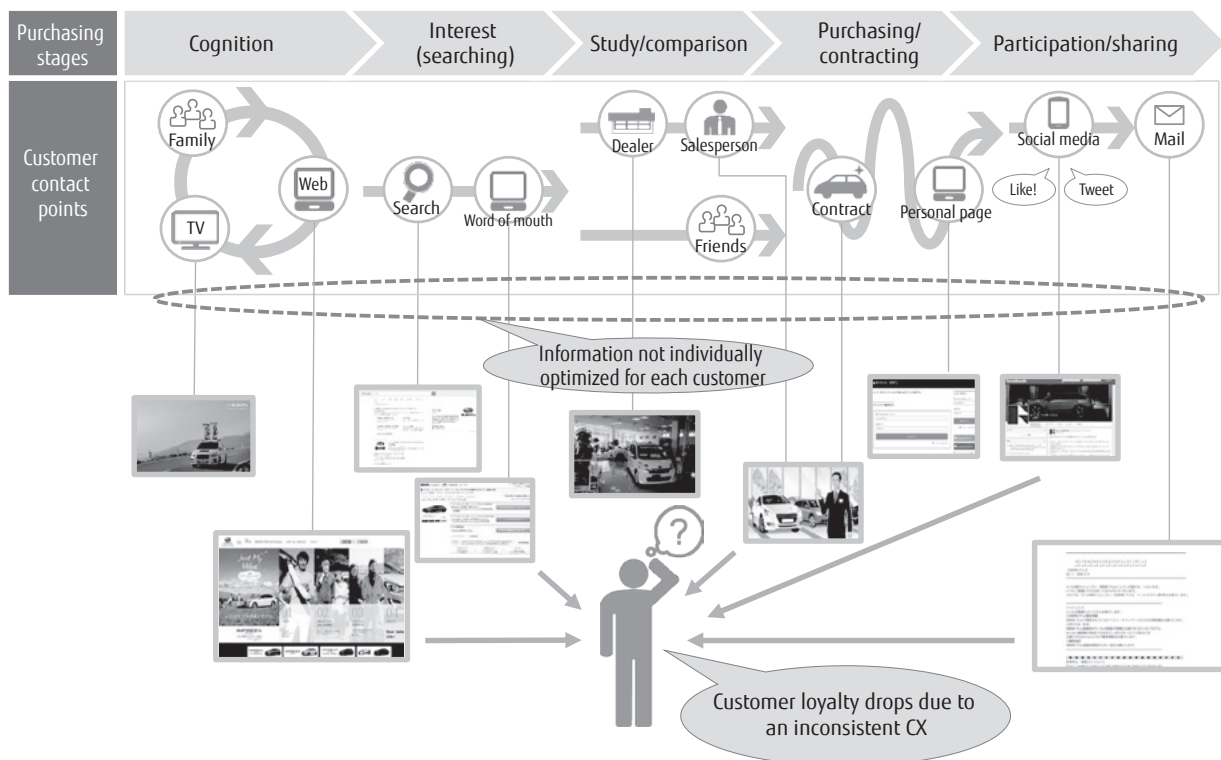 Purchasing
stages
Cognition
Interest
(searching)
Study/comparison
Purchasing/
contracting
Participation/sharing
Customer
contact
points
Family
Web
TV
Search
Word of mouth
Dealer
Salesperson
Friends
Contract
Personal page
Social media
Like!
Tweet
Mail
Information not individually
optimized for each customer
?
Customer loyalty drops due to
an inconsistent CX